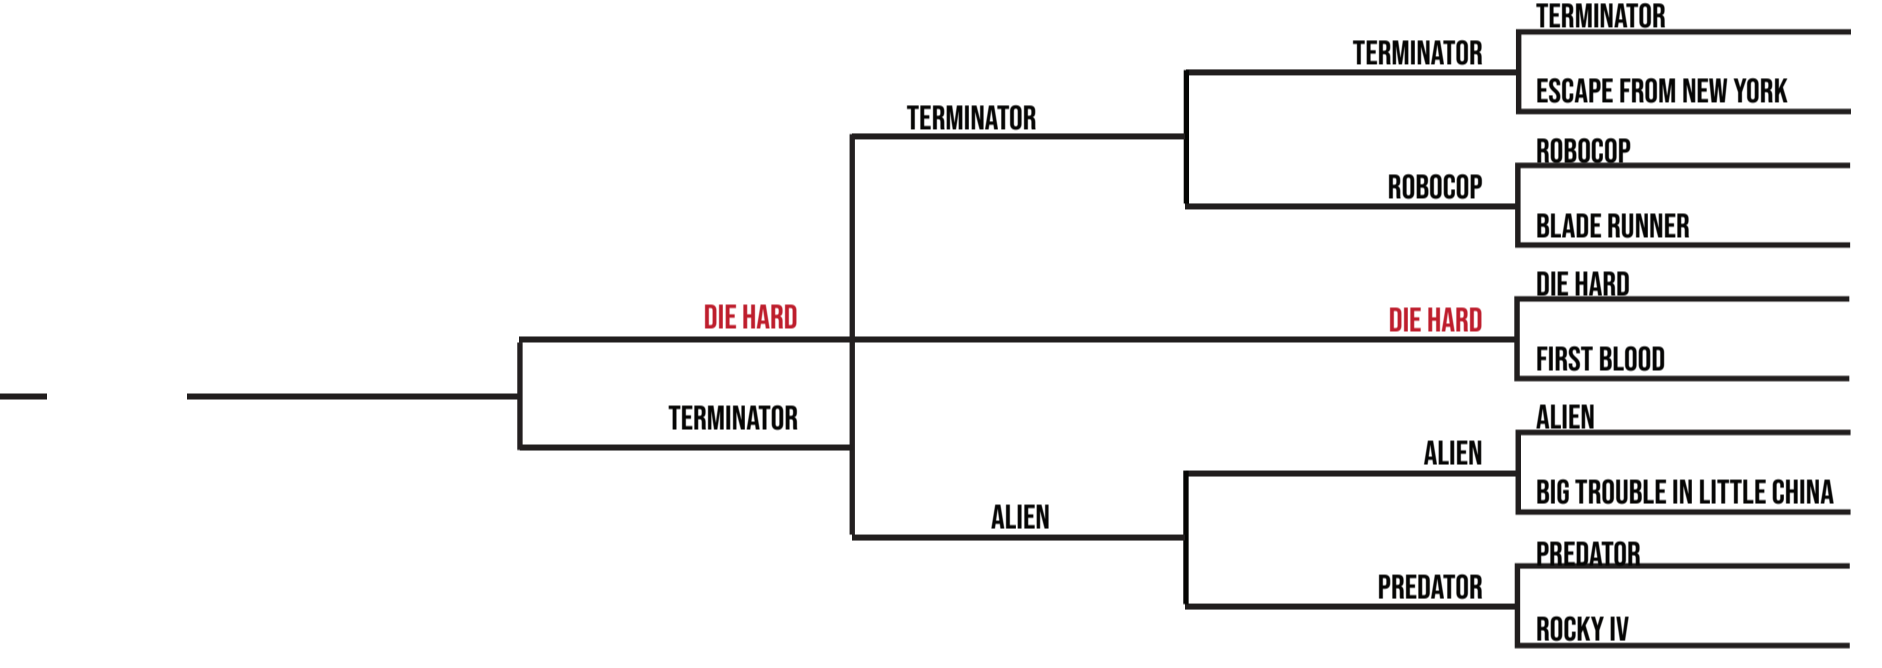 TERMINATOR
TERMINATOR
ESCAPE FROM NEW YORK
TERMINATOR
ROBOCOP
ROBOCOP
BLADE RUNNER
DIE HARD
DIE HARD
DIE HARD
FIRST BLOOD
TERMINATOR
ALIEN
ALIEN
BIG TROUBLE IN LITTLE CHINA
ALIEN
PREDATOR
PREDATOR
ROCKY IV